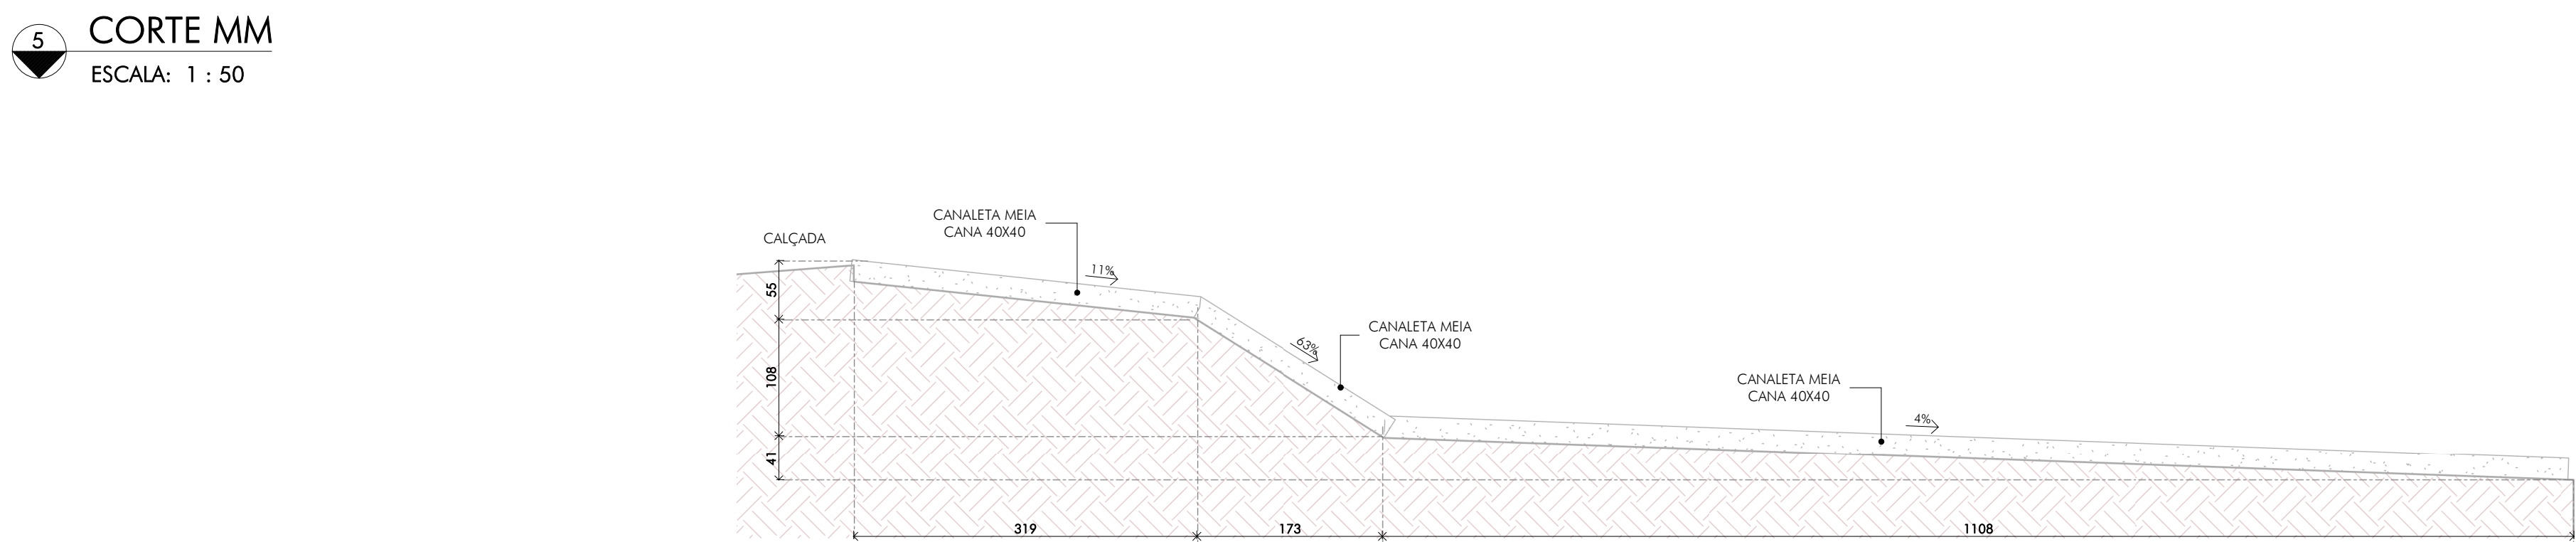 5
CORTE MM
ESCALA: 1 : 50
CANALETA MEIA
CANA 40X40
CALÇADA
11%
55
CANALETA MEIA
CANA 40X40
63%
108
CANALETA MEIA
CANA 40X40
4%
41
319
173
1108